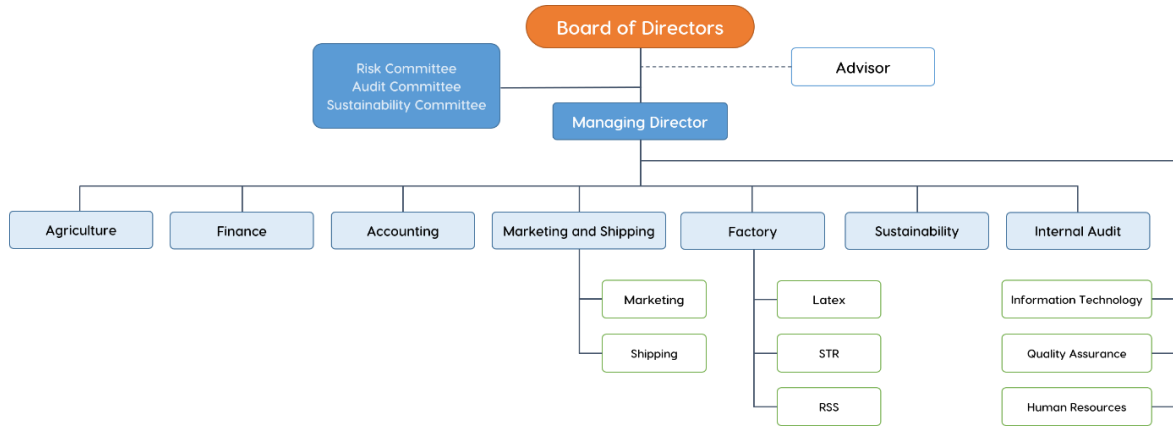 Board of Directors
Risk Committee
Audit Committee
Sustainability Committee
Advisor
Managing Director
Agriculture
Finance
Accounting
Marketing and Shipping
Factory
Sustainability
Internal Audit
Marketing
Latex
Information Technology
Shipping
STR
Quality Assurance
RSS
Human Resources